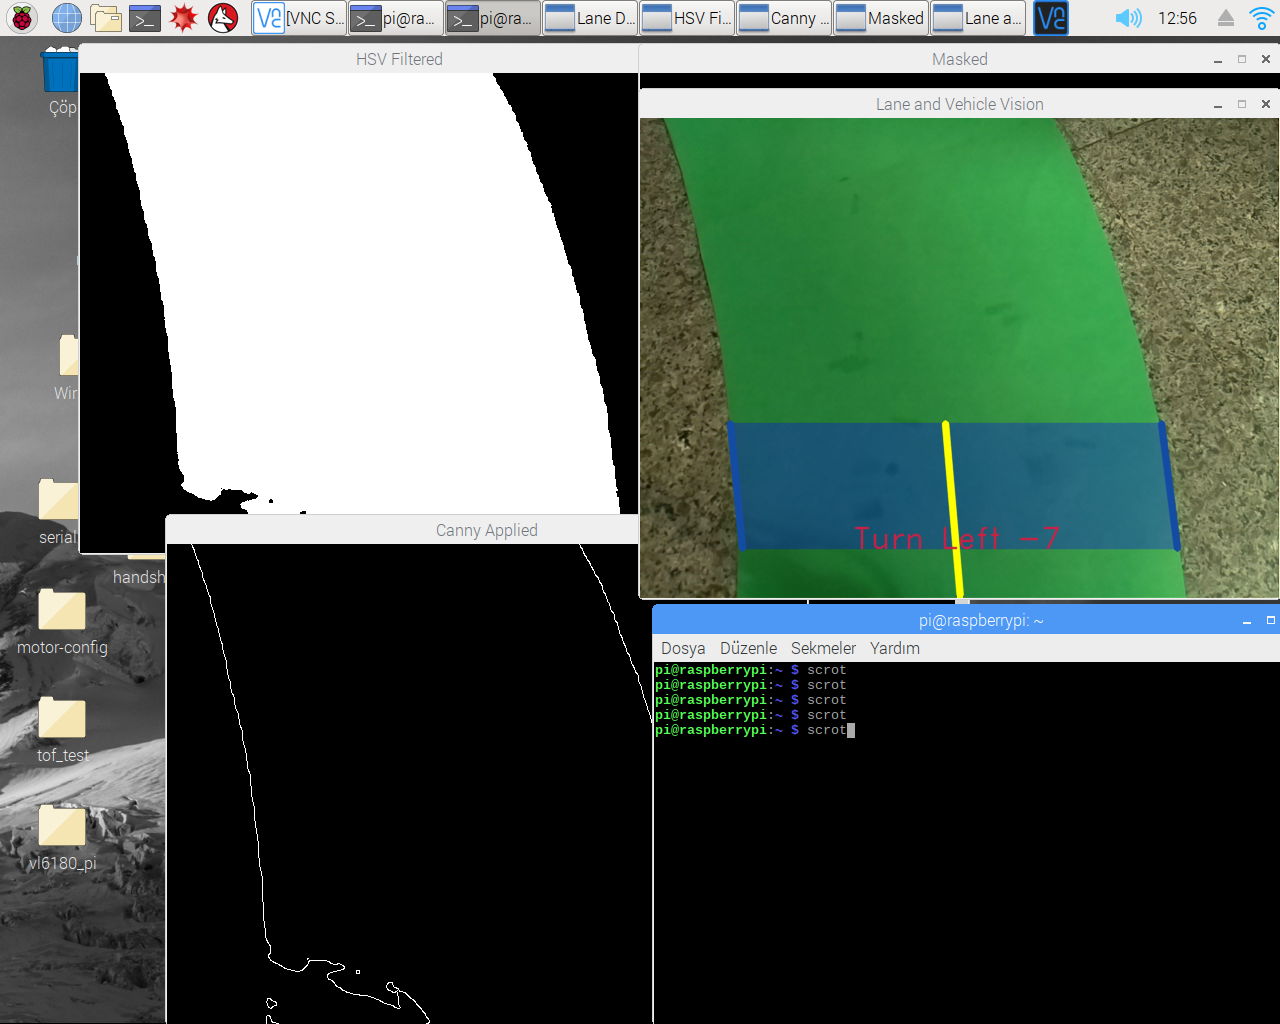 [VNC S...
pi@ra...
pi@ra...
Lane D...
HSV Fi...
Canny ...
Masked
Lane a...
12:56
HSV Filtered
Masked
Lane and Vehicle Vision
Çöp
Wir
serial
handsh
motor-config
tof_test
vl6180_pi
Turn Left -7
Canny Applied
pi@raspberrypi: ~
Dosya Düzenle Sekmeler Yardım
pi@raspberrypi:~ $ scrot
pi@raspberrypi:~ $ scrot
pi@raspberrypi:~ $ scrot
pi@raspberrypi:~ $ scrot
pi@raspberrypi:~ $ scrot